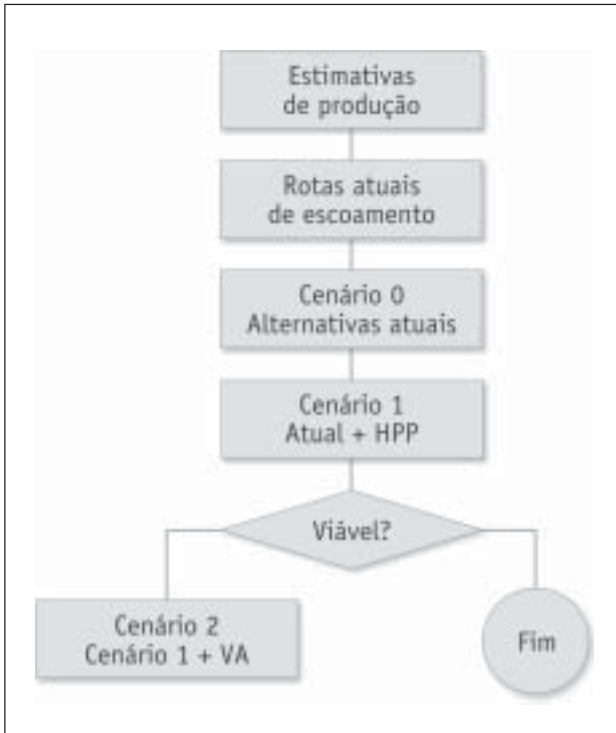 Estimativas
de produção
Rotas atuais
de escoamento
Cenário 0
Alternativas atuais
Cenário 1
Atual + HPP
Viável?
Cenário 2
Cenário 1 + VA
Fim